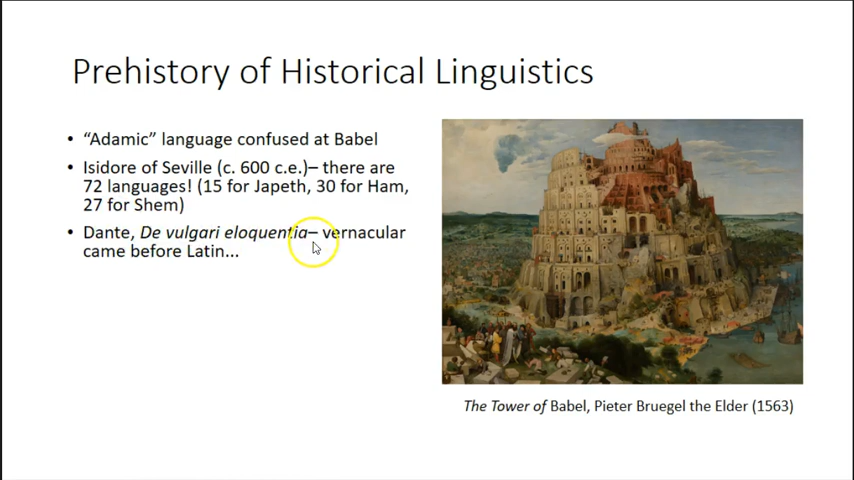 Prehistory of Historical Linguistics
• “Adamic” language confused at Babel
• Isidore of Seville (c. 600 c.e.)– there are
72 languages! (15 for Japeth, 30 for Ham,
27 for Shem)
• Dante, De vulgari eloquentia– vernacular
came before Latin...
The Tower of Babel, Pieter Bruegel the Elder (1563)